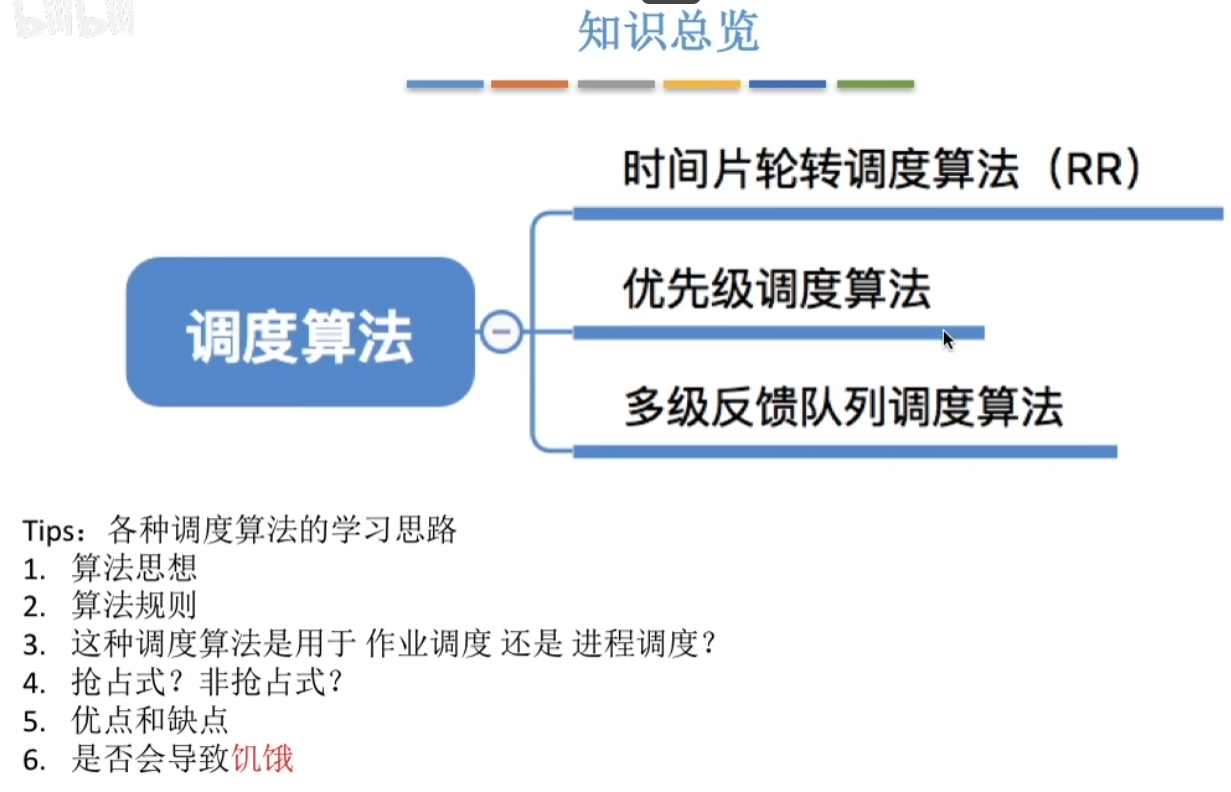 bilibili
知识总览
时间片轮转调度算法（RR）
优先级调度算法
调度算法
多级反馈队列调度算法
Tips：各种调度算法的学习思路
1. 算法思想
2. 算法规则
3. 这种调度算法是用于 作业调度 还是 进程调度？
4. 抢占式？非抢占式？
5. 优点和缺点
6. 是否会导致饥饿